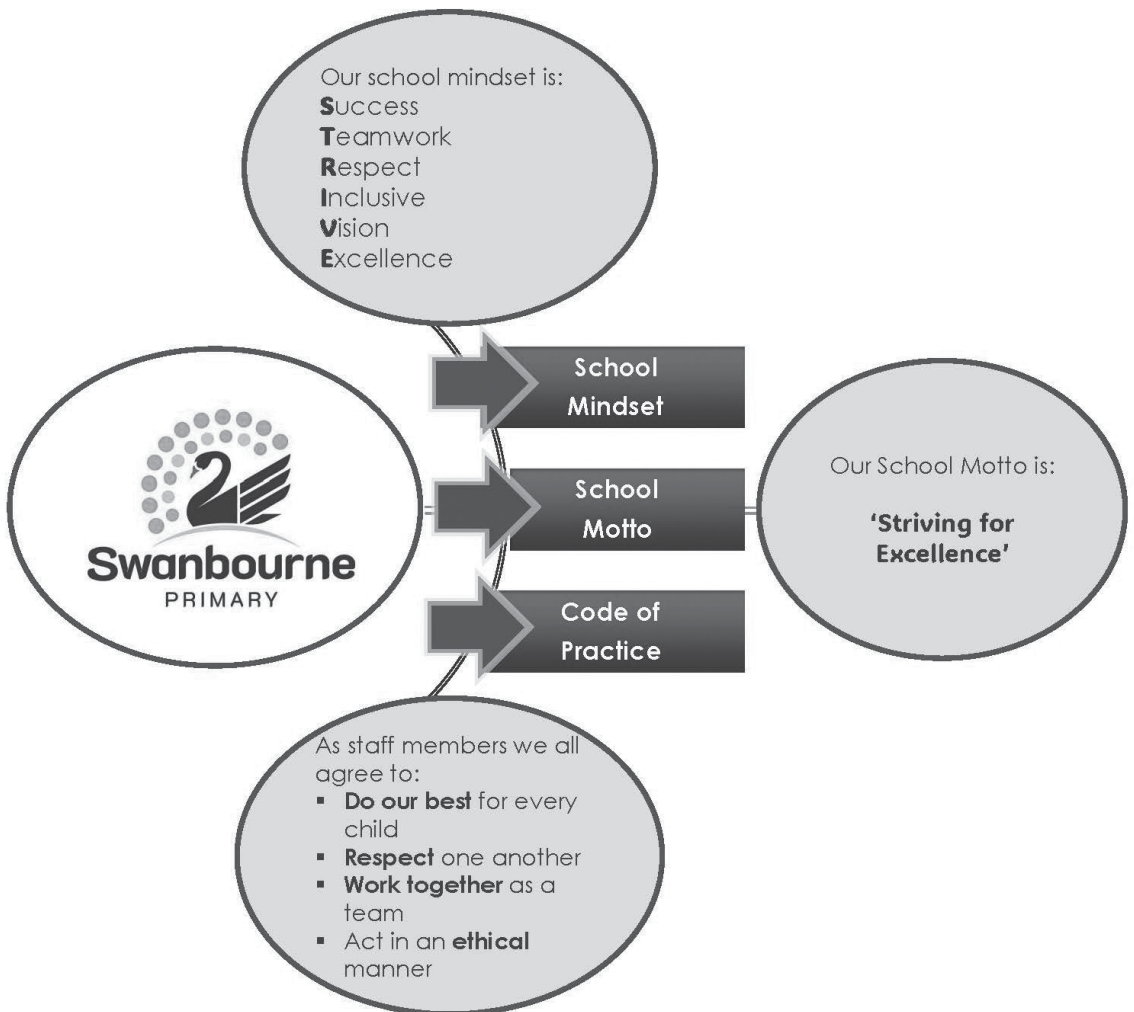 Our school mindset is:
Success
Teamwork
Respect
Inclusive
Vision
Excellence
School
Mindset
Swanbourne
PRIMARY
School
Motto
Our School Motto is:
‘Striving for
Excellence’
Code of
Practice
As staff members we all
agree to:
▪ Do our best for every
child
▪ Respect one another
▪ Work together as a
team
▪ Act in an ethical
manner